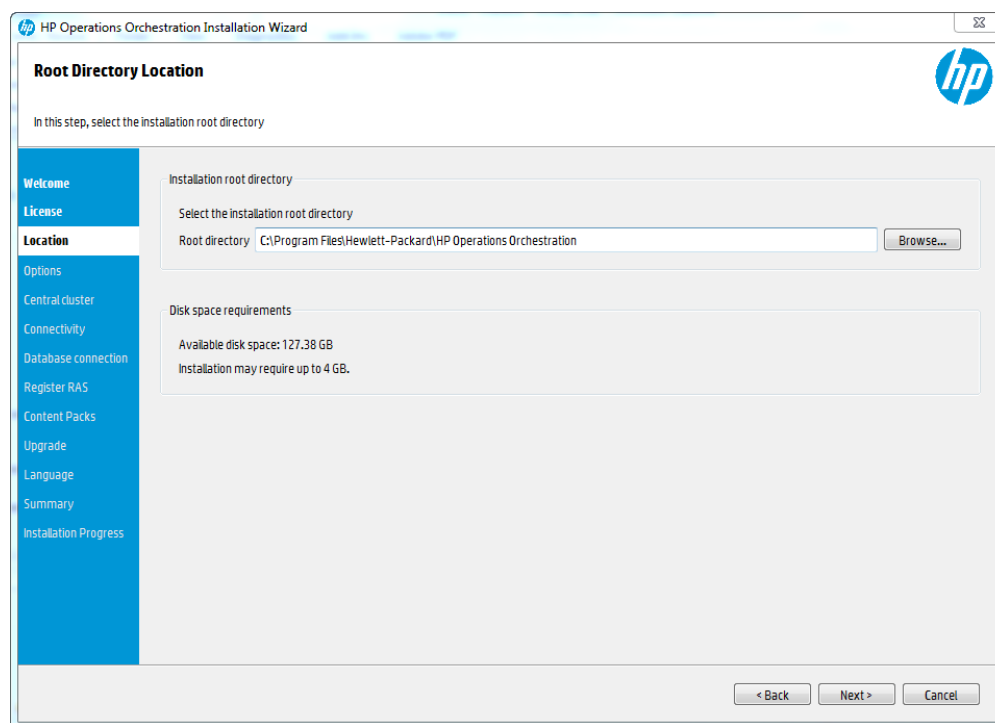 HP Operations Orchestration Installation Wizard
Root Directory Location
hp
In this step, select the installation root directory
Welcome
License
Location
Options
Central cluster
Connectivity
Database connection
Register RAS
Content Packs
Upgrade
Language
Summary
Installation Progress
Installation root directory
Select the installation root directory
Root directory C:\Program Files\Hewlett-Packard\HP Operations Orchestration Browse...
Disk space requirements
Available disk space: 127.38 GB
Installation may require up to 4 GB.
< Back Next > Cancel